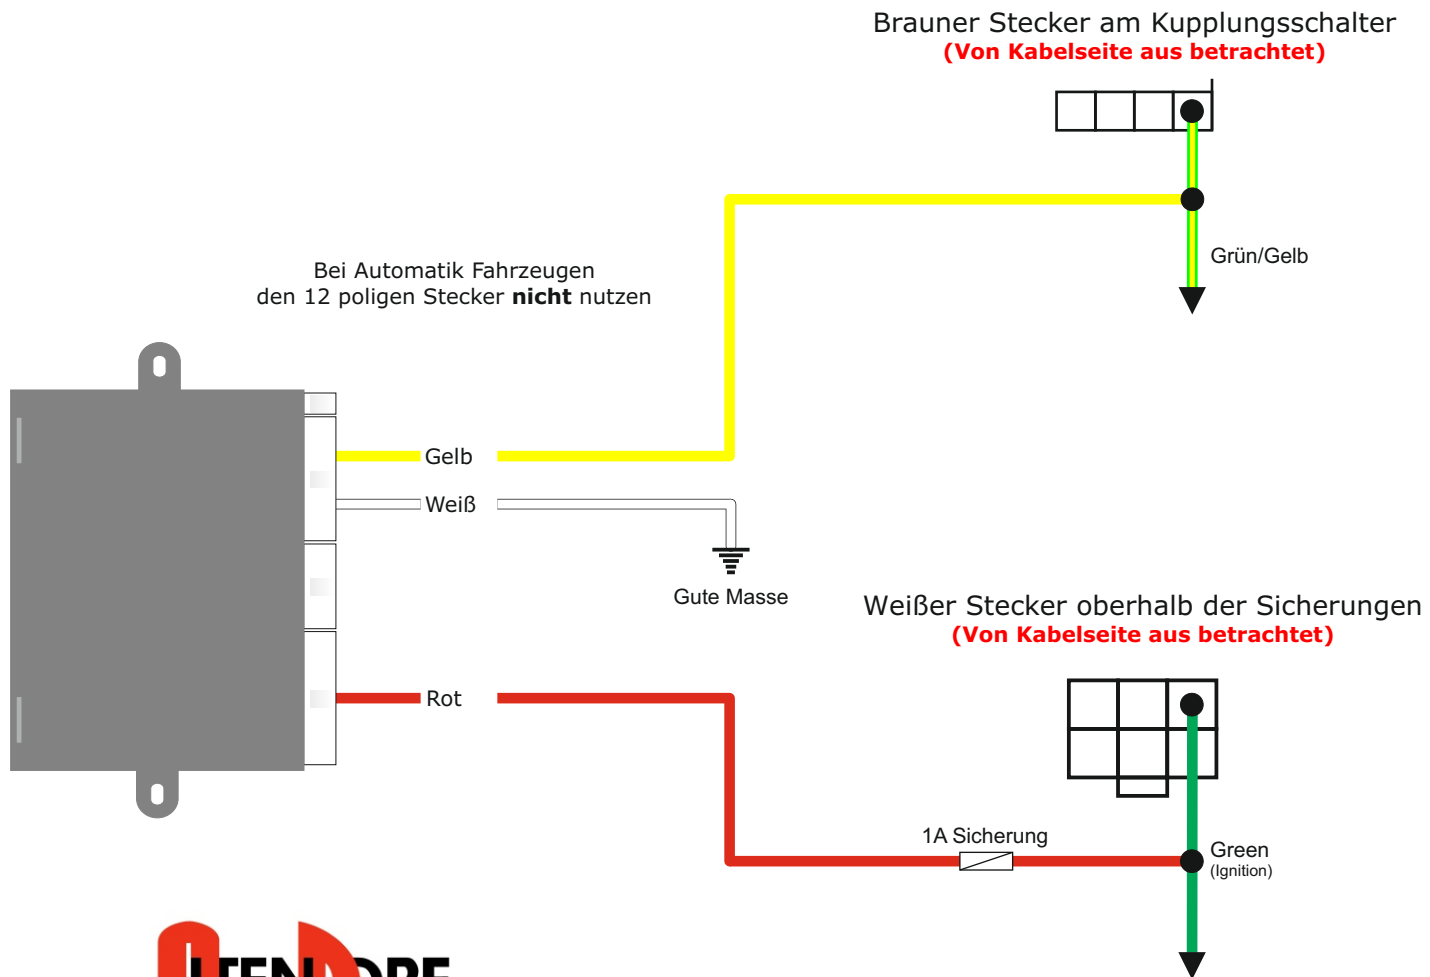 Brauner Stecker am Kupplungsschalter
(Von Kabelseite aus betrachtet)
Grün/Gelb
Bei Automatik Fahrzeugen
den 12 poligen Stecker nicht nutzen
Gelb
Weiß
Gute Masse
Weißer Stecker oberhalb der Sicherungen
(Von Kabelseite aus betrachtet)
Rot
1A Sicherung
Green
(Ignition)